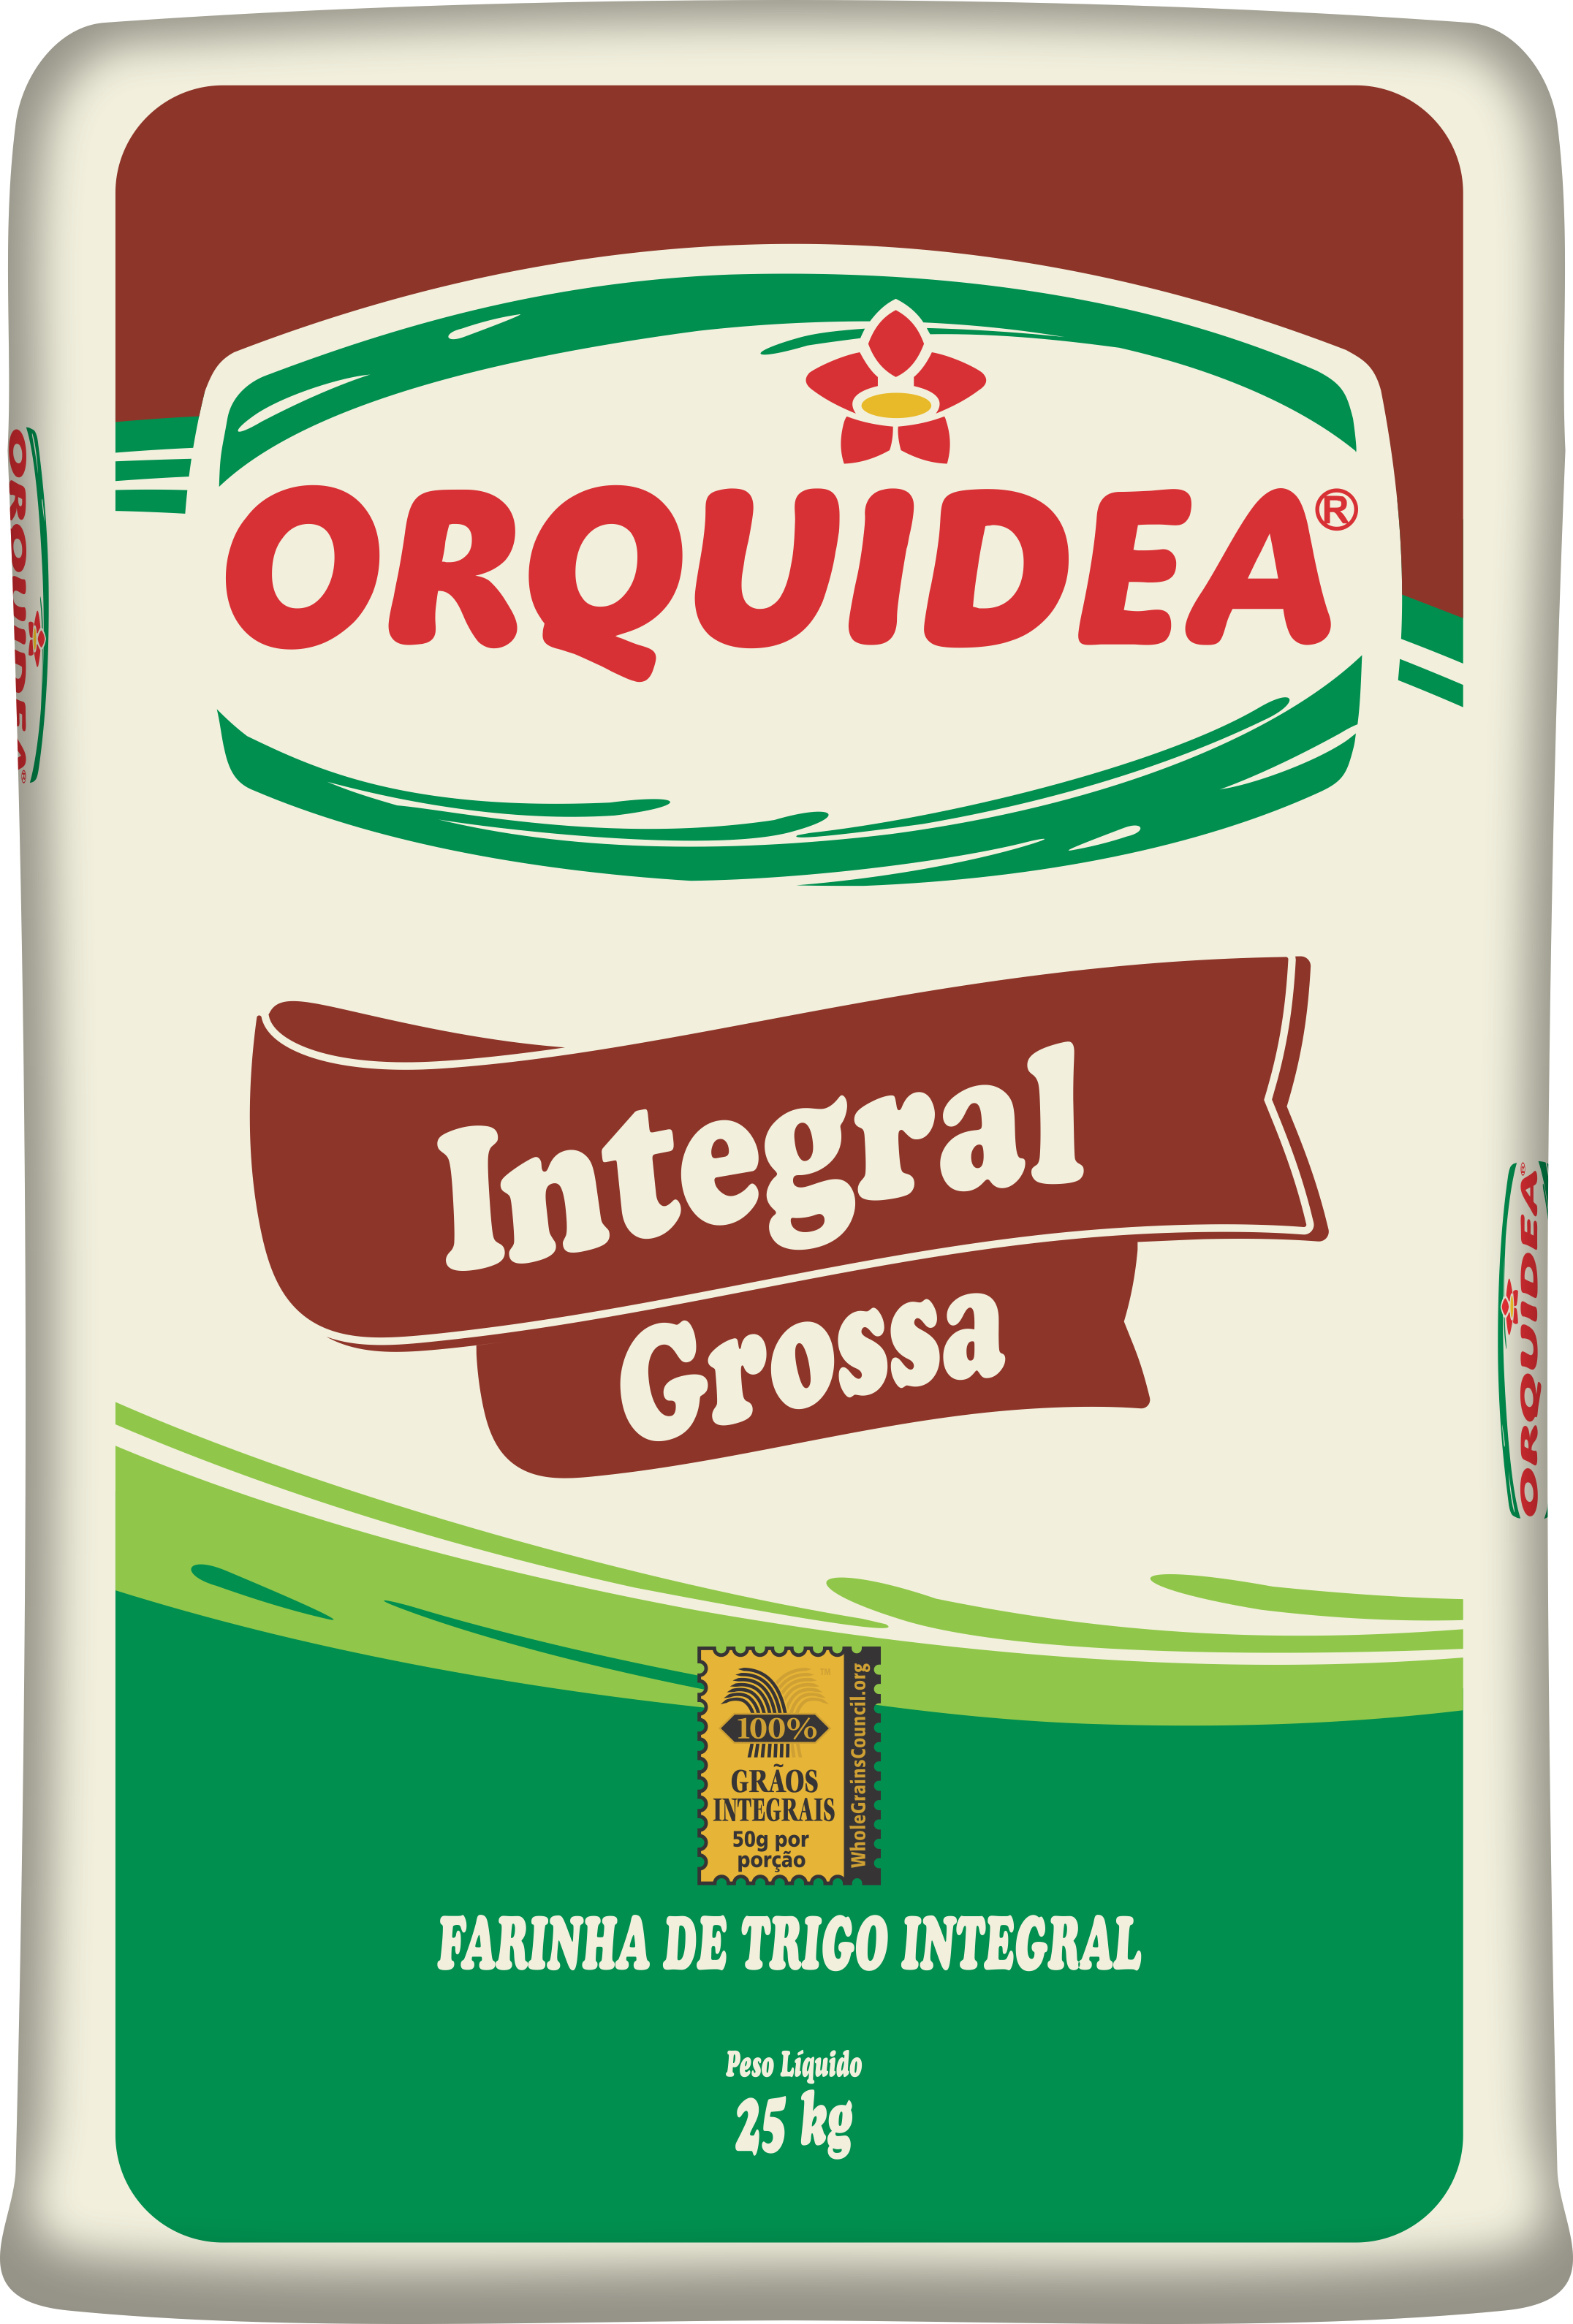 ORQUIDEA®
Integral
Grossa
100%
TM
GRÃOS
INTEGRAIS
50g por
porção
WholeGrainsCouncil.org
FARINHA DE TRIGO INTEGRAL
Peso Líquido
25 kg
ORQUIDEA®
ORQUIDEA®